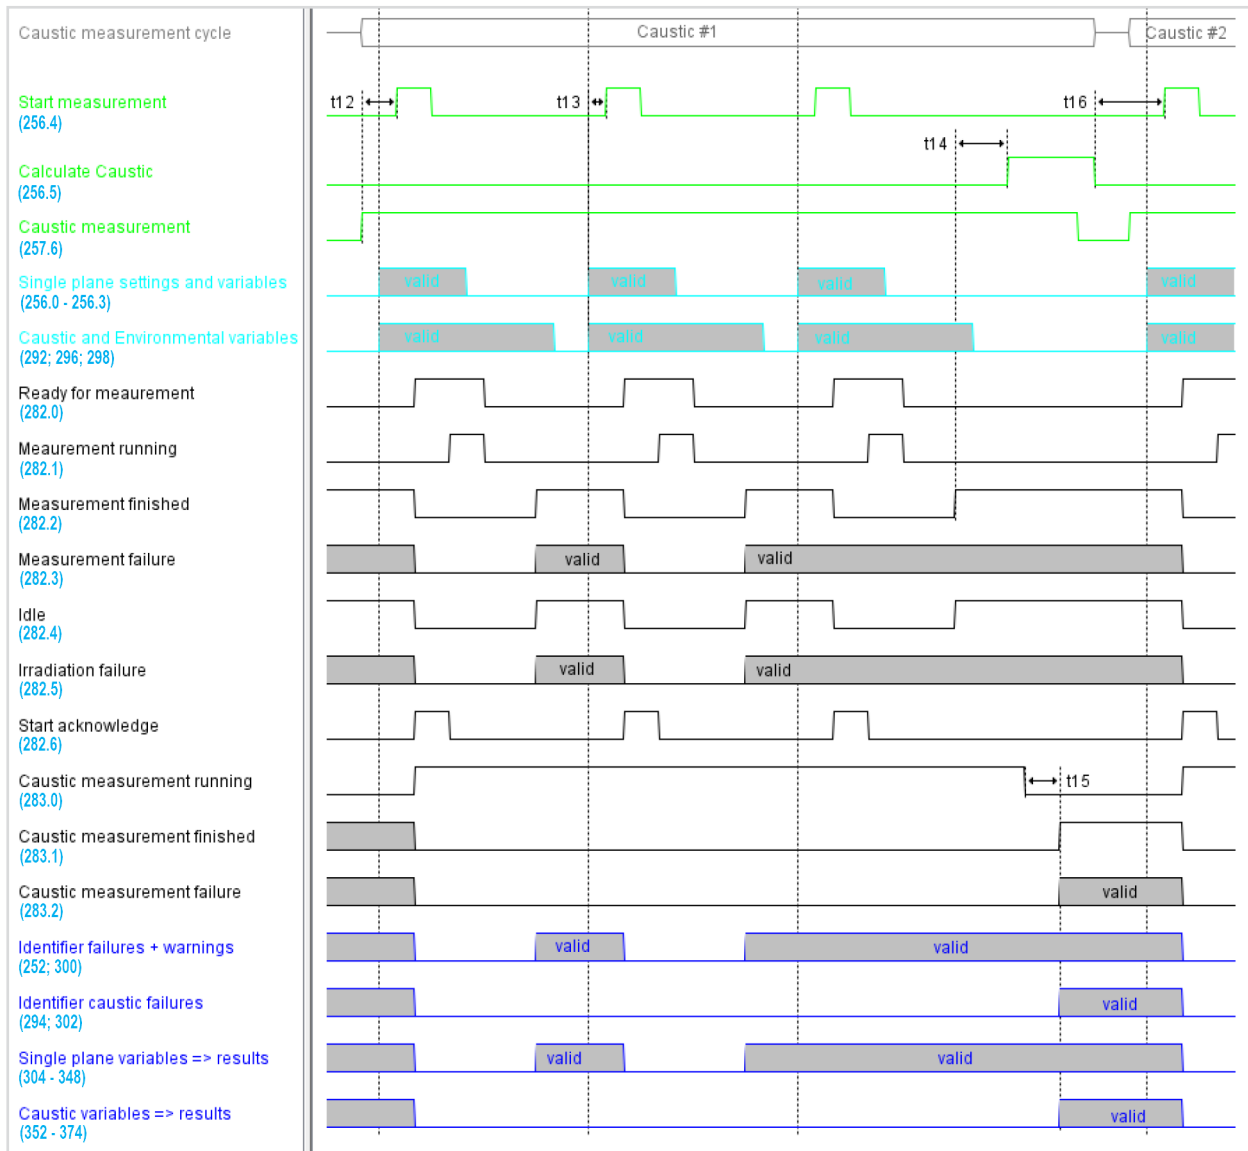 Caustic measurement cycle
Caustic #1
Caustic #2
Start measurement
(256.4)
t12
t13
t16
Calculate Caustic
(256.5)
t14
Caustic measurement
(257.6)
Single plane settings and variables
(256.0 - 256.3)
valid
valid
valid
valid
Caustic and Environmental variables
(292; 296; 298)
valid
valid
valid
valid
Ready for meaurement
(282.0)
Meaurement running
(282.1)
Measurement finished
(282.2)
Measurement failure
(282.3)
valid
valid
Idle
(282.4)
Irradiation failure
(282.5)
valid
valid
Start acknowledge
(282.6)
Caustic measurement running
(283.0)
t15
Caustic measurement finished
(283.1)
Caustic measurement failure
(283.2)
valid
Identifier failures + warnings
(252; 300)
valid
valid
Identifier caustic failures
(294; 302)
valid
Single plane variables => results
(304 - 348)
valid
valid
Caustic variables => results
(352 - 374)
valid